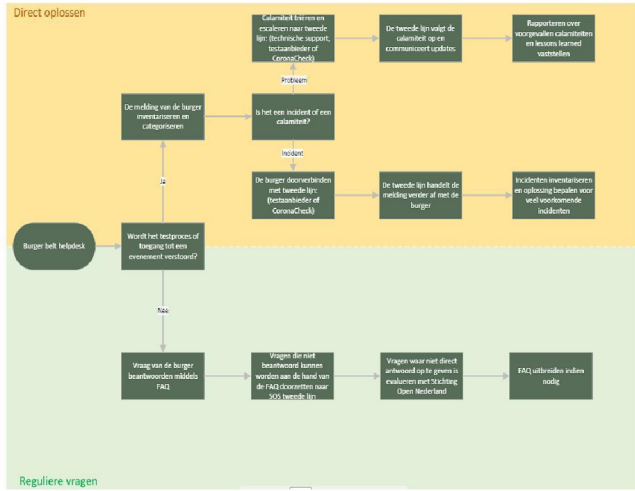 Direct oplossen
Calamiteit triëren en
escaleren naar tweede
lijn: (technische support,
testaanbieder of
CoronaCheck)
De tweede lijn volgt de
calamiteit op en
communiceert updates
Rapporteren over
voorgevallen calamiteiten
en lessons learned
vaststellen
Probleem
De melding van de burger
inventariseren en
categoriseren
Is het een incident of een
calamiteit?
Incident
De burger doorverbinden
met tweede lijn:
(testaanbieder of
CoronaCheck)
De tweede lijn handelt de
melding verder af met de
burger
Incidenten inventariseren
en oplossing bepalen voor
veel voorkomende
incidenten
Ja
Burger belt helpdesk
Wordt het testproces of
toegang tot een
evenement verstoord?
Nee
Vraag van de burger
beantwoorden middels
FAQ
Vragen die niet
beantwoord kunnen
worden aan de hand van
de FAQ doorzetten naar
SOS tweede lijn
Vragen waar niet direct
antwoord op te geven is
evalueren met Stichting
Open Nederland
FAQ uitbreiden indien
nodig
Reguliere vragen